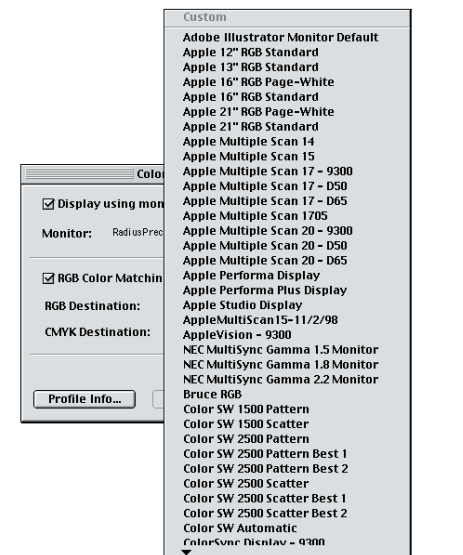 Custom
Adobe Illustrator Monitor Default
Apple 12" RGB Standard
Apple 13" RGB Standard
Apple 16" RGB Page-White
Apple 16" RGB Standard
Apple 21" RGB Page-White
Apple 21" RGB Standard
Apple Multiple Scan 14
Apple Multiple Scan 15
Apple Multiple Scan 17 - 9300
Apple Multiple Scan 17 - D50
Apple Multiple Scan 17 - D65
Apple Multiple Scan 1705
Apple Multiple Scan 20 - 9300
Apple Multiple Scan 20 - D50
Apple Multiple Scan 20 - D65
Apple Performa Display
Apple Performa Plus Display
Apple Studio Display
AppleMultiScan15-11/2/98
AppleVision - 9300
NEC MultiSync Gamma 1.5 Monitor
NEC MultiSync Gamma 1.8 Monitor
NEC MultiSync Gamma 2.2 Monitor
Bruce RGB
Color SW 1500 Pattern
Color SW 1500 Scatter
Color SW 2500 Pattern
Color SW 2500 Pattern Best 1
Color SW 2500 Pattern Best 2
Color SW 2500 Scatter
Color SW 2500 Scatter Best 1
Color SW 2500 Scatter Best 2
Color SW Automatic
ColorSync Display - 9300
Colo
Display using mon
Monitor: RadiusPrec
RGB Color Matchin
RGB Destination:
CMYK Destination:
Profile Info...